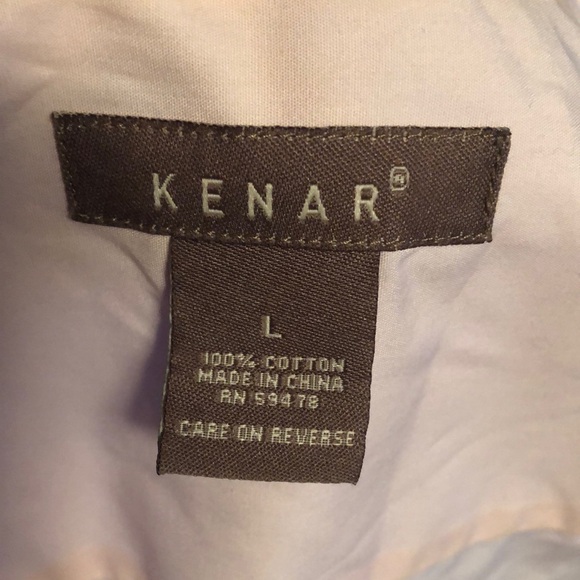 KENAR®
L
100% COTTON
MADE IN CHINA
RN 59478
CARE ON REVERSE